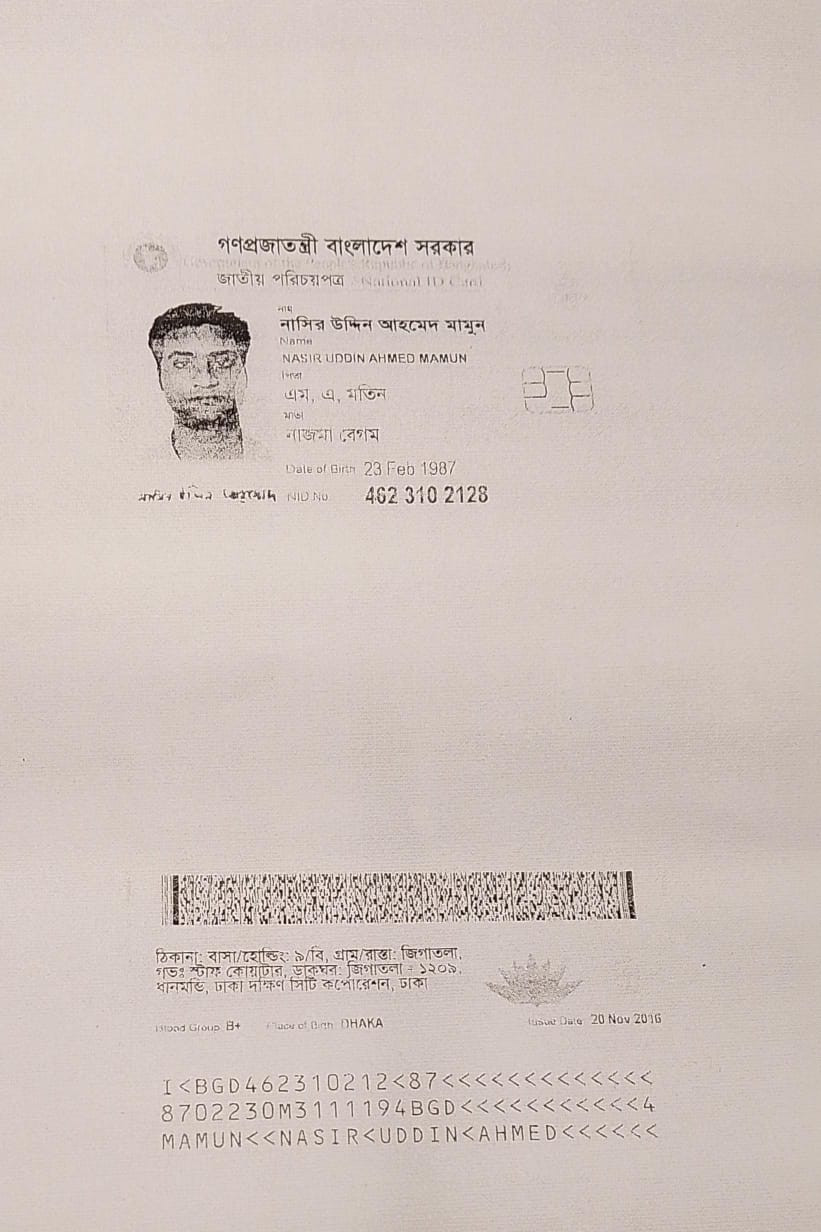 গণপ্রজাতন্ত্রী বাংলাদেশ সরকার
Government of the People's Republic of Bangladesh
জাতীয় পরিচয়পত্র / National ID Card
নাম
নাসির উদ্দিন আহমেদ মামুন
Name
NASIR UDDIN AHMED MAMUN
পিতা
এম, এ, মতিন
মাতা
নাজমা বেগম
Date of Birth 23 Feb 1987
নাসির উদ্দিন NID No. 462 310 2128
ঠিকানা: বাসা/হোল্ডিং: ৯/বি, গ্রাম/রাস্তা: জিগাতলা,
গভঃ স্টাফ কোয়ার্টার, ডাকঘর: জিগাতলা - ১২০৯,
ধানমন্ডি, ঢাকা দক্ষিণ সিটি কর্পোরেশন, ঢাকা
Blood Group: B+ Place of Birth: DHAKA Issue Date: 20 Nov 2016
I<BGD462310212<87<<<<<<<<<<<<<
8702230M3111194BGD<<<<<<<<<<<4
MAMUN<<NASIR<UDDIN<AHMED<<<<<<